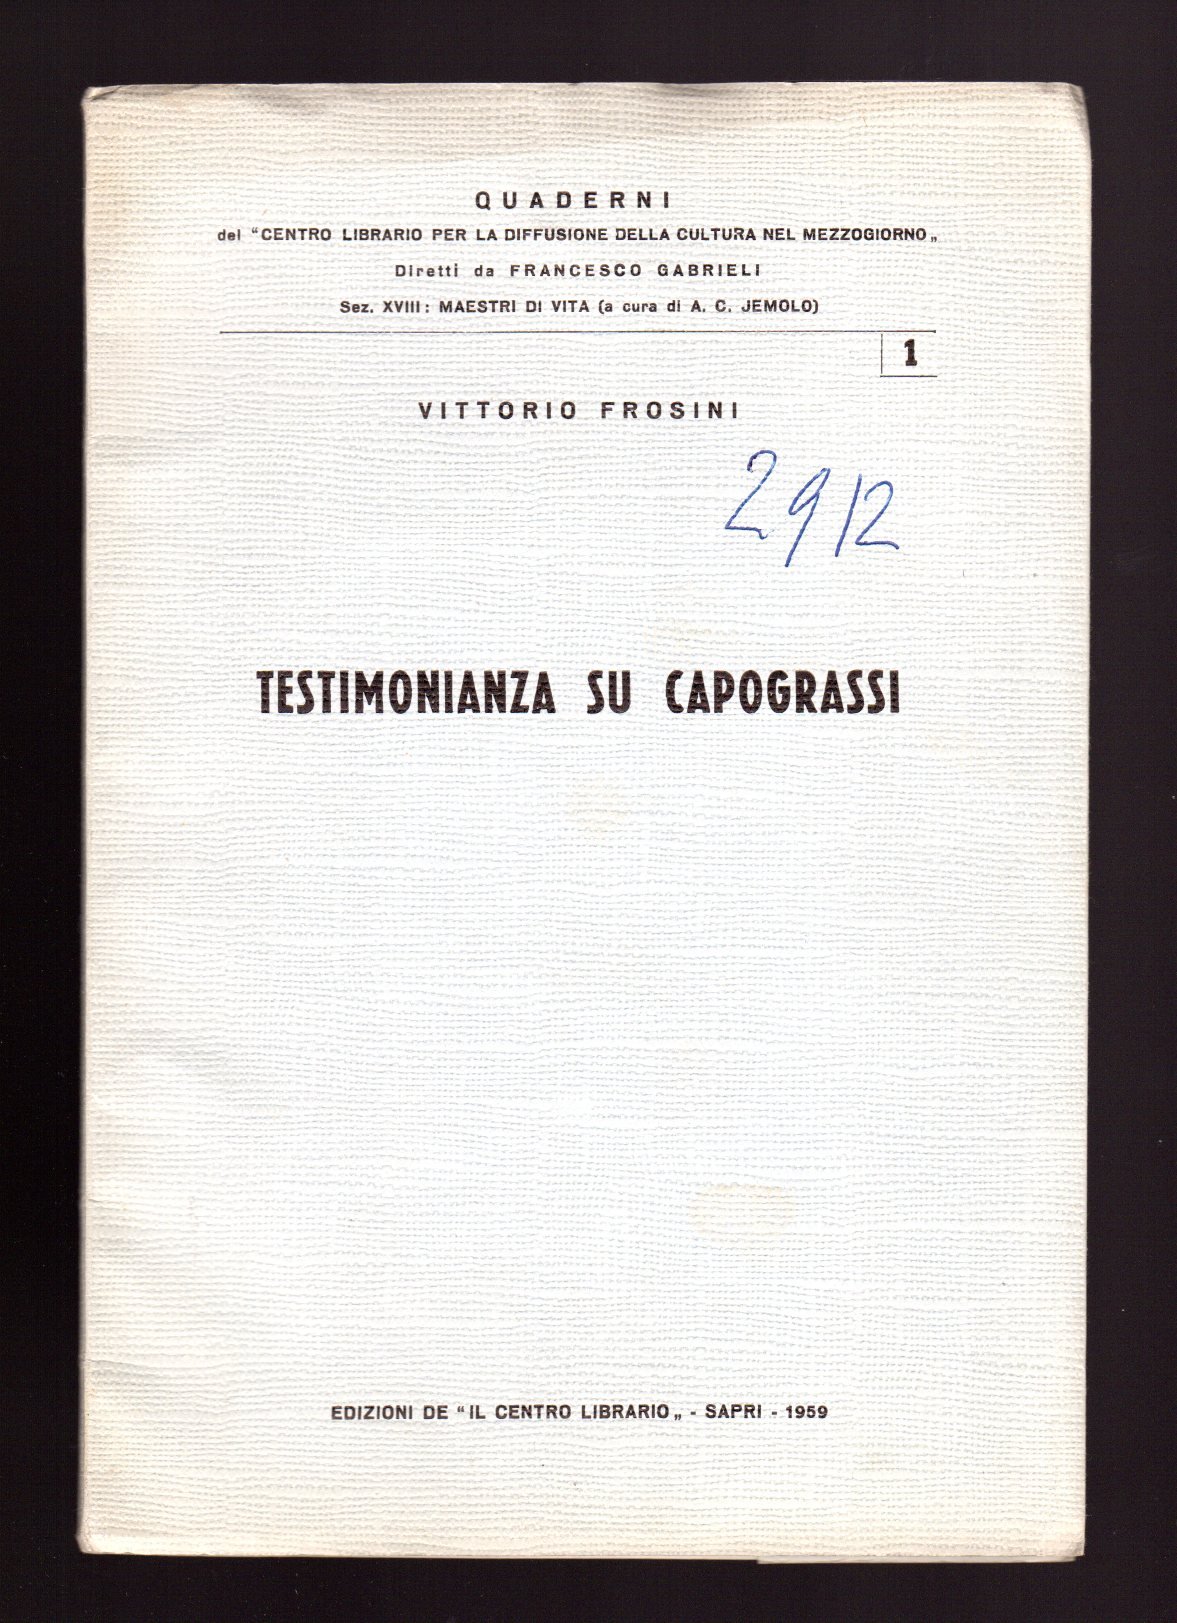 QUADERNI
del “CENTRO LIBRARIO PER LA DIFFUSIONE DELLA CULTURA NEL MEZZOGIORNO„
Diretti da FRANCESCO GABRIELI
Sez. XVIII: MAESTRI DI VITA (a cura di A. C. JEMOLO)
1
VITTORIO FROSINI
2912
TESTIMONIANZA SU CAPOGRASSI
EDIZIONI DE “IL CENTRO LIBRARIO„ - SAPRI - 1959